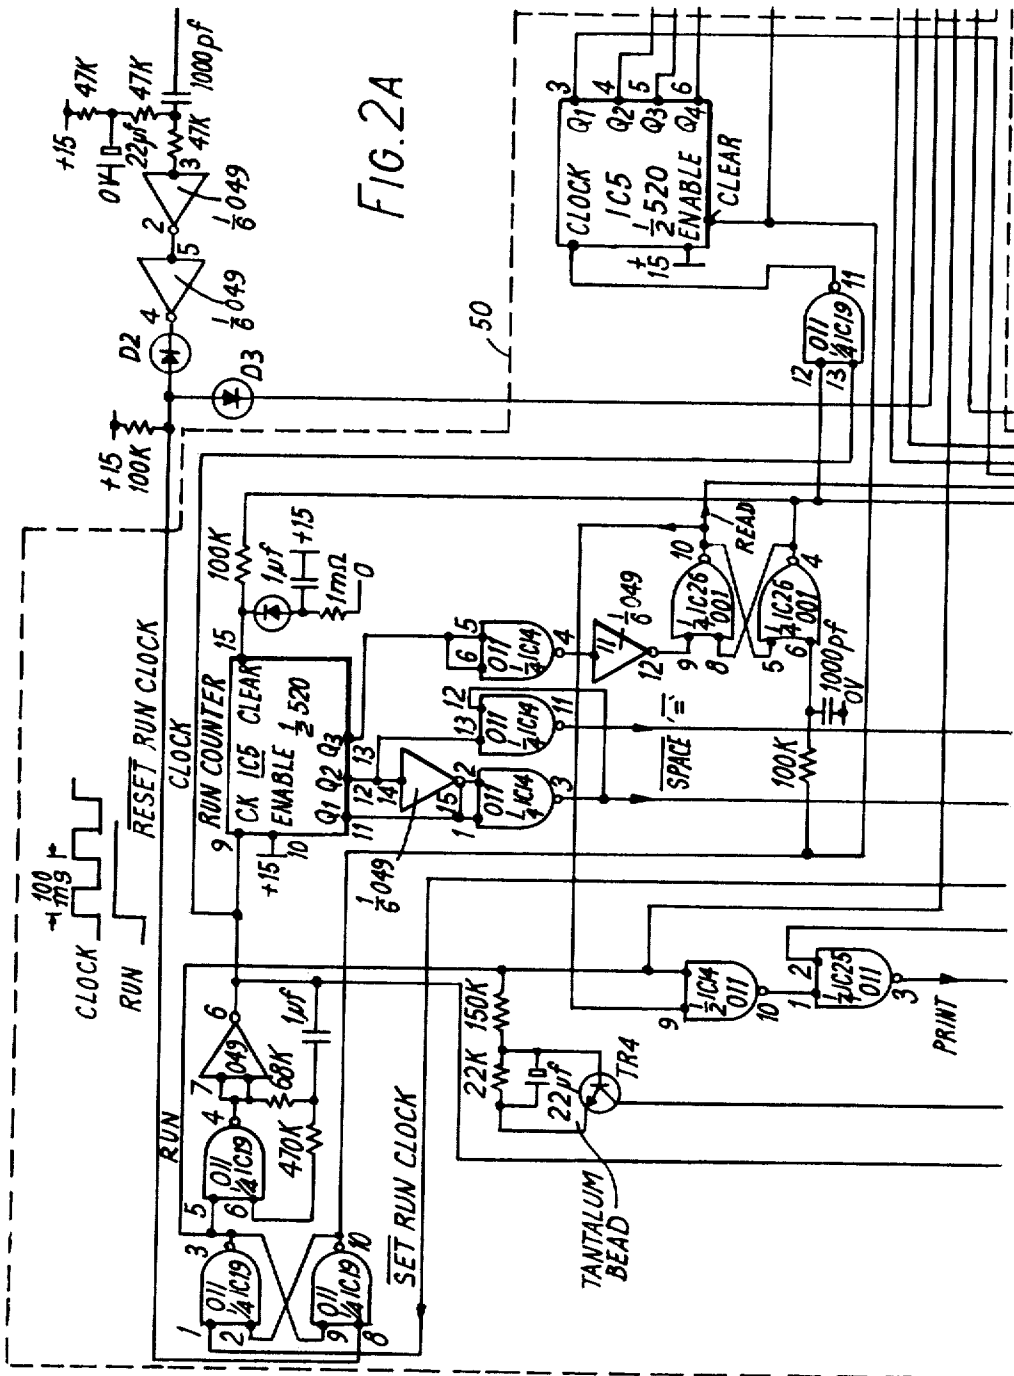 FIG. 2A
+15
47K
47K
0V
22µf
1000pf
47K
3
2
1/6 049
5
4
1/6 049
D2
D3
+15
100K
50
100
ms
CLOCK
RUN
RESET RUN CLOCK
CLOCK
RUN COUNTER
9
CK IC5 CLEAR
15
ENABLE 1/2 520
Q1 Q2 Q3
+15
10
11
12
13
100K
1µf
+15
1mΩ
0
14
15
1/6 049
1
2
011
1/4 IC14
3
13
12
011
1/4 IC14
11
6
5
011
1/4 IC14
4
11
1/6 049
12
9
8
1/4 IC26
001
10
READ
5
6
1/4 IC26
001
4
1000pf
0V
100K
SPACE
'='
3
4
5
6
Q1
Q2
Q3
Q4
CLOCK
IC5
1/2 520
ENABLE
CLEAR
+15
12
13
011
1/4 IC19
11
RUN
1
2
011
1/4 IC19
3
9
8
011
1/4 IC19
10
5
6
011
1/4 IC19
4
7
049
6
68K
1µf
470K
SET RUN CLOCK
22K
150K
22µf
TR4
TANTALUM
BEAD
9
1/2 IC14
011
10
1
2
1/2 IC25
011
3
PRINT